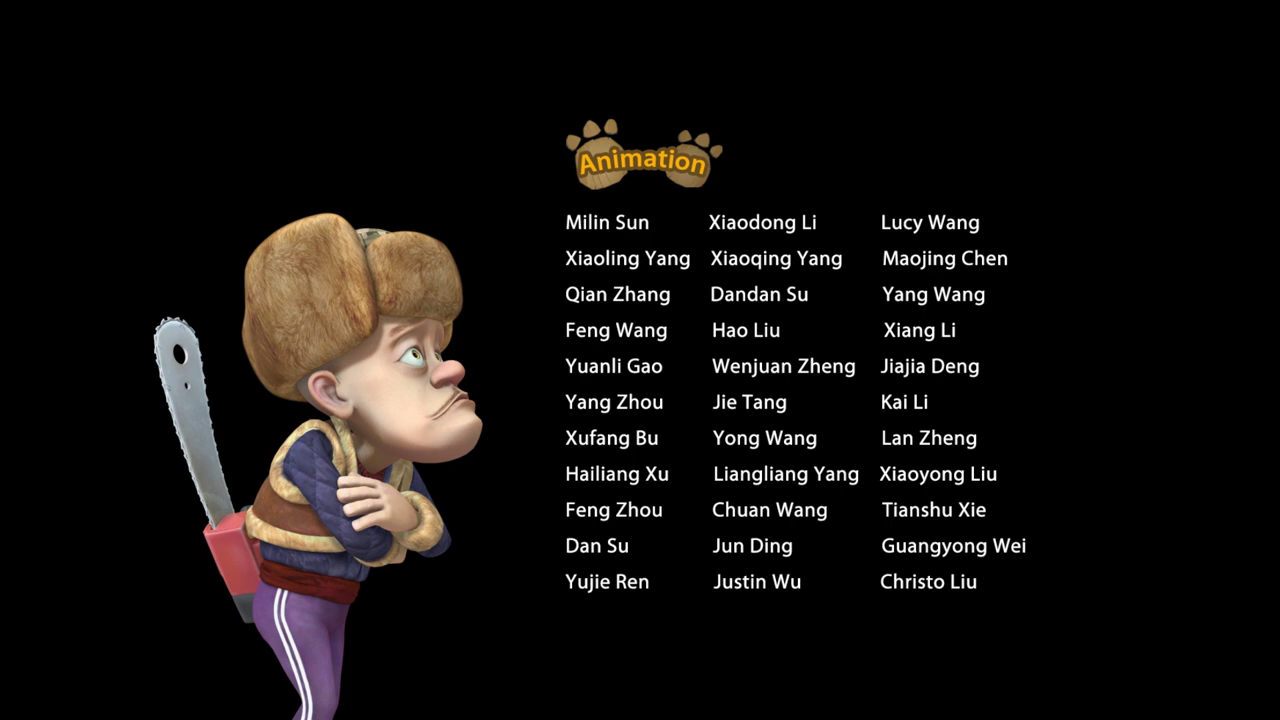 Animation
Milin Sun Xiaodong Li Lucy Wang
Xiaoling Yang Xiaoqing Yang Maojing Chen
Qian Zhang Dandan Su Yang Wang
Feng Wang Hao Liu Xiang Li
Yuanli Gao Wenjuan Zheng Jiajia Deng
Yang Zhou Jie Tang Kai Li
Xufang Bu Yong Wang Lan Zheng
Hailiang Xu Liangliang Yang Xiaoyong Liu
Feng Zhou Chuan Wang Tianshu Xie
Dan Su Jun Ding Guangyong Wei
Yujie Ren Justin Wu Christo Liu